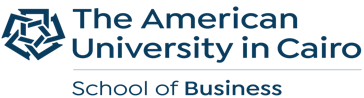 The American
University in Cairo
School of Business